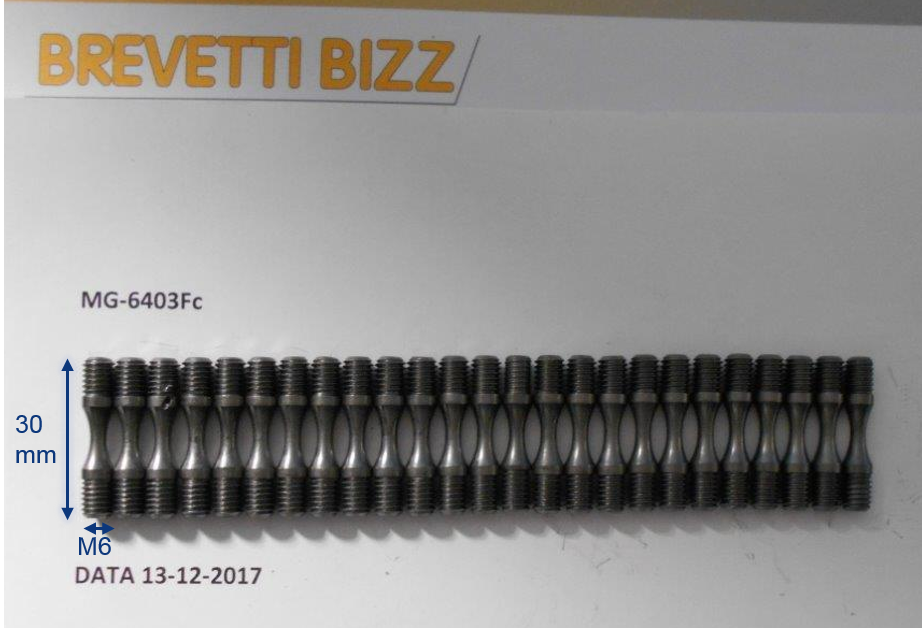 BREVETTI BIZZ
MG-6403Fc
30
mm
M6
DATA 13-12-2017